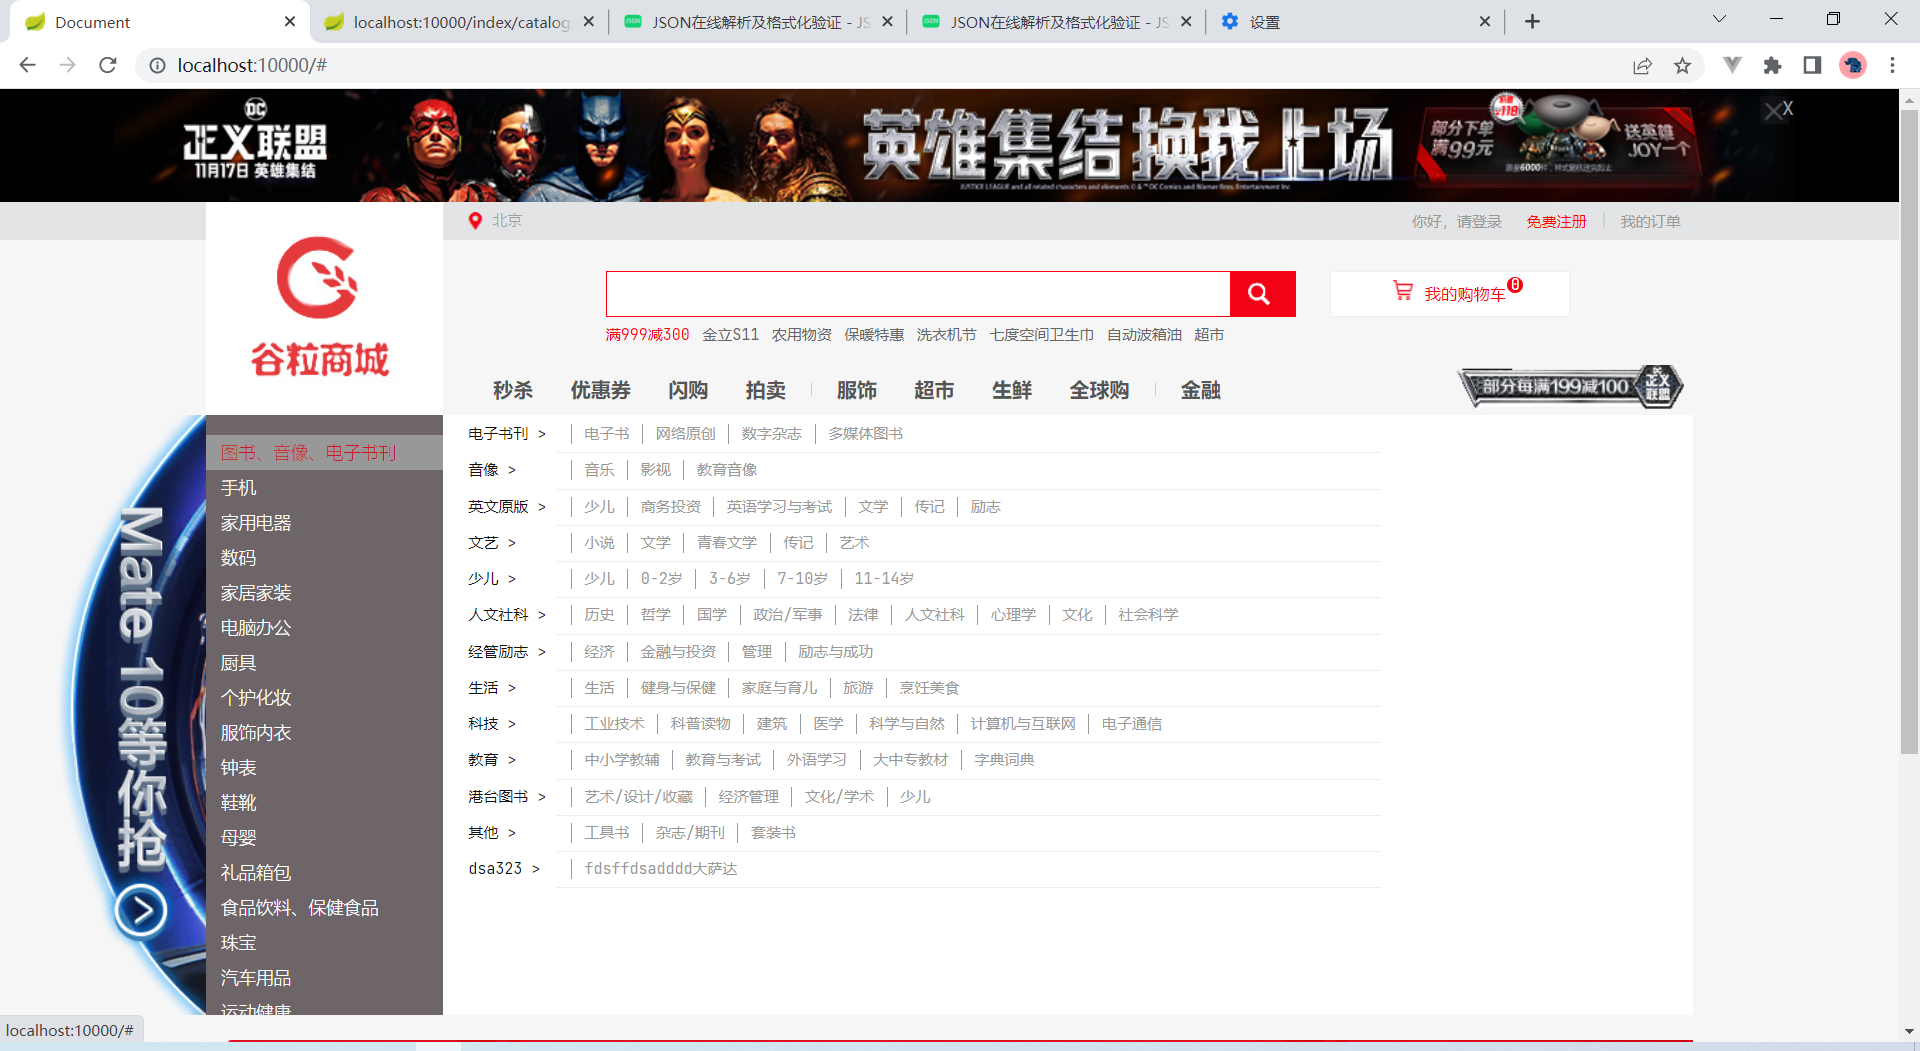 Document
localhost:10000/index/catalog
JSON在线解析及格式化验证 - JS
JSON在线解析及格式化验证 - JS
设置
localhost:10000/#
DC
正义联盟
11月17日 英雄集结
英雄集结 换我上场
JUSTICE LEAGUE and all related characters and elements © & ™ DC Comics and Warner Bros. Entertainment Inc
部分下单
满99元
送英雄
JOY一个
X
北京
你好，请登录
免费注册
我的订单
谷粒商城
我的购物车
0
满999减300 金立S11 农用物资 保暖特惠 洗衣机节 七度空间卫生巾 自动波箱油 超市
秒杀 优惠券 闪购 拍卖 服饰 超市 生鲜 全球购 金融
部分每满199减100
DC
正义
联盟
图书、音像、电子书刊
手机
家用电器
数码
家居家装
电脑办公
厨具
个护化妆
服饰内衣
钟表
鞋靴
母婴
礼品箱包
食品饮料、保健食品
珠宝
汽车用品
运动健康
Mate 10等你抢
电子书刊 > 电子书 网络原创 数字杂志 多媒体图书
音像 > 音乐 影视 教育音像
英文原版 > 少儿 商务投资 英语学习与考试 文学 传记 励志
文艺 > 小说 文学 青春文学 传记 艺术
少儿 > 少儿 0-2岁 3-6岁 7-10岁 11-14岁
人文社科 > 历史 哲学 国学 政治/军事 法律 人文社科 心理学 文化 社会科学
经管励志 > 经济 金融与投资 管理 励志与成功
生活 > 生活 健身与保健 家庭与育儿 旅游 烹饪美食
科技 > 工业技术 科普读物 建筑 医学 科学与自然 计算机与互联网 电子通信
教育 > 中小学教辅 教育与考试 外语学习 大中专教材 字典词典
港台图书 > 艺术/设计/收藏 经济管理 文化/学术 少儿
其他 > 工具书 杂志/期刊 套装书
dsa323 > fdsffdsadddd大萨达
localhost:10000/#